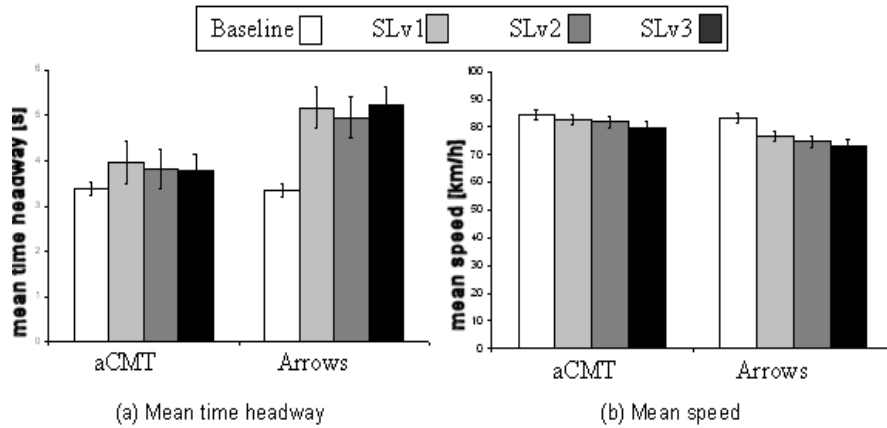 Baseline SLv1 SLv2 SLv3
mean time headway [s]
6
5
4
3
2
1
0
aCMT Arrows
(a) Mean time headway
mean speed [km/h]
100
90
80
70
60
50
40
30
20
10
0
aCMT Arrows
(b) Mean speed